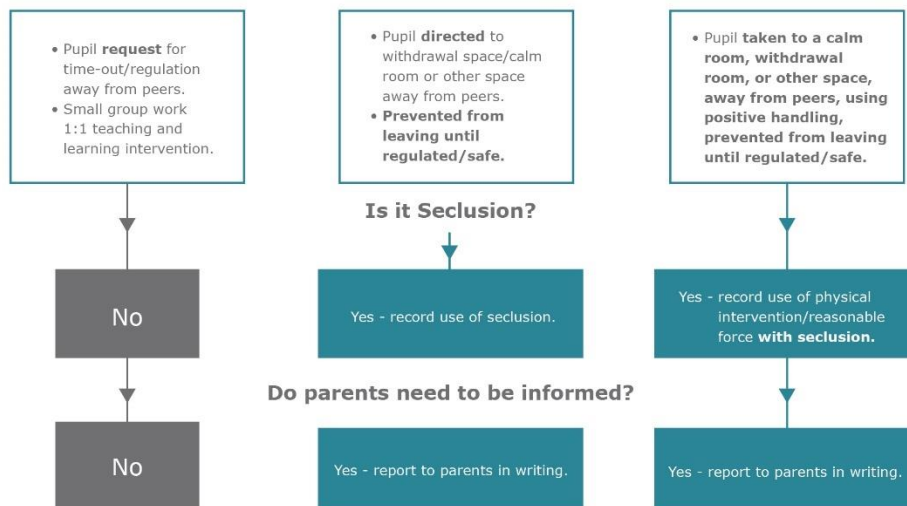 • Pupil request for
time-out/regulation
away from peers.
• Small group work
1:1 teaching and
learning intervention.
• Pupil directed to
withdrawal space/calm
room or other space
away from peers.
• Prevented from
leaving until
regulated/safe.
• Pupil taken to a calm
room, withdrawal
room, or other space,
away from peers, using
positive handling,
prevented from leaving
until regulated/safe.
Is it Seclusion?
No
Yes - record use of seclusion.
Yes - record use of physical
intervention/reasonable
force with seclusion.
Do parents need to be informed?
No
Yes - report to parents in writing.
Yes - report to parents in writing.